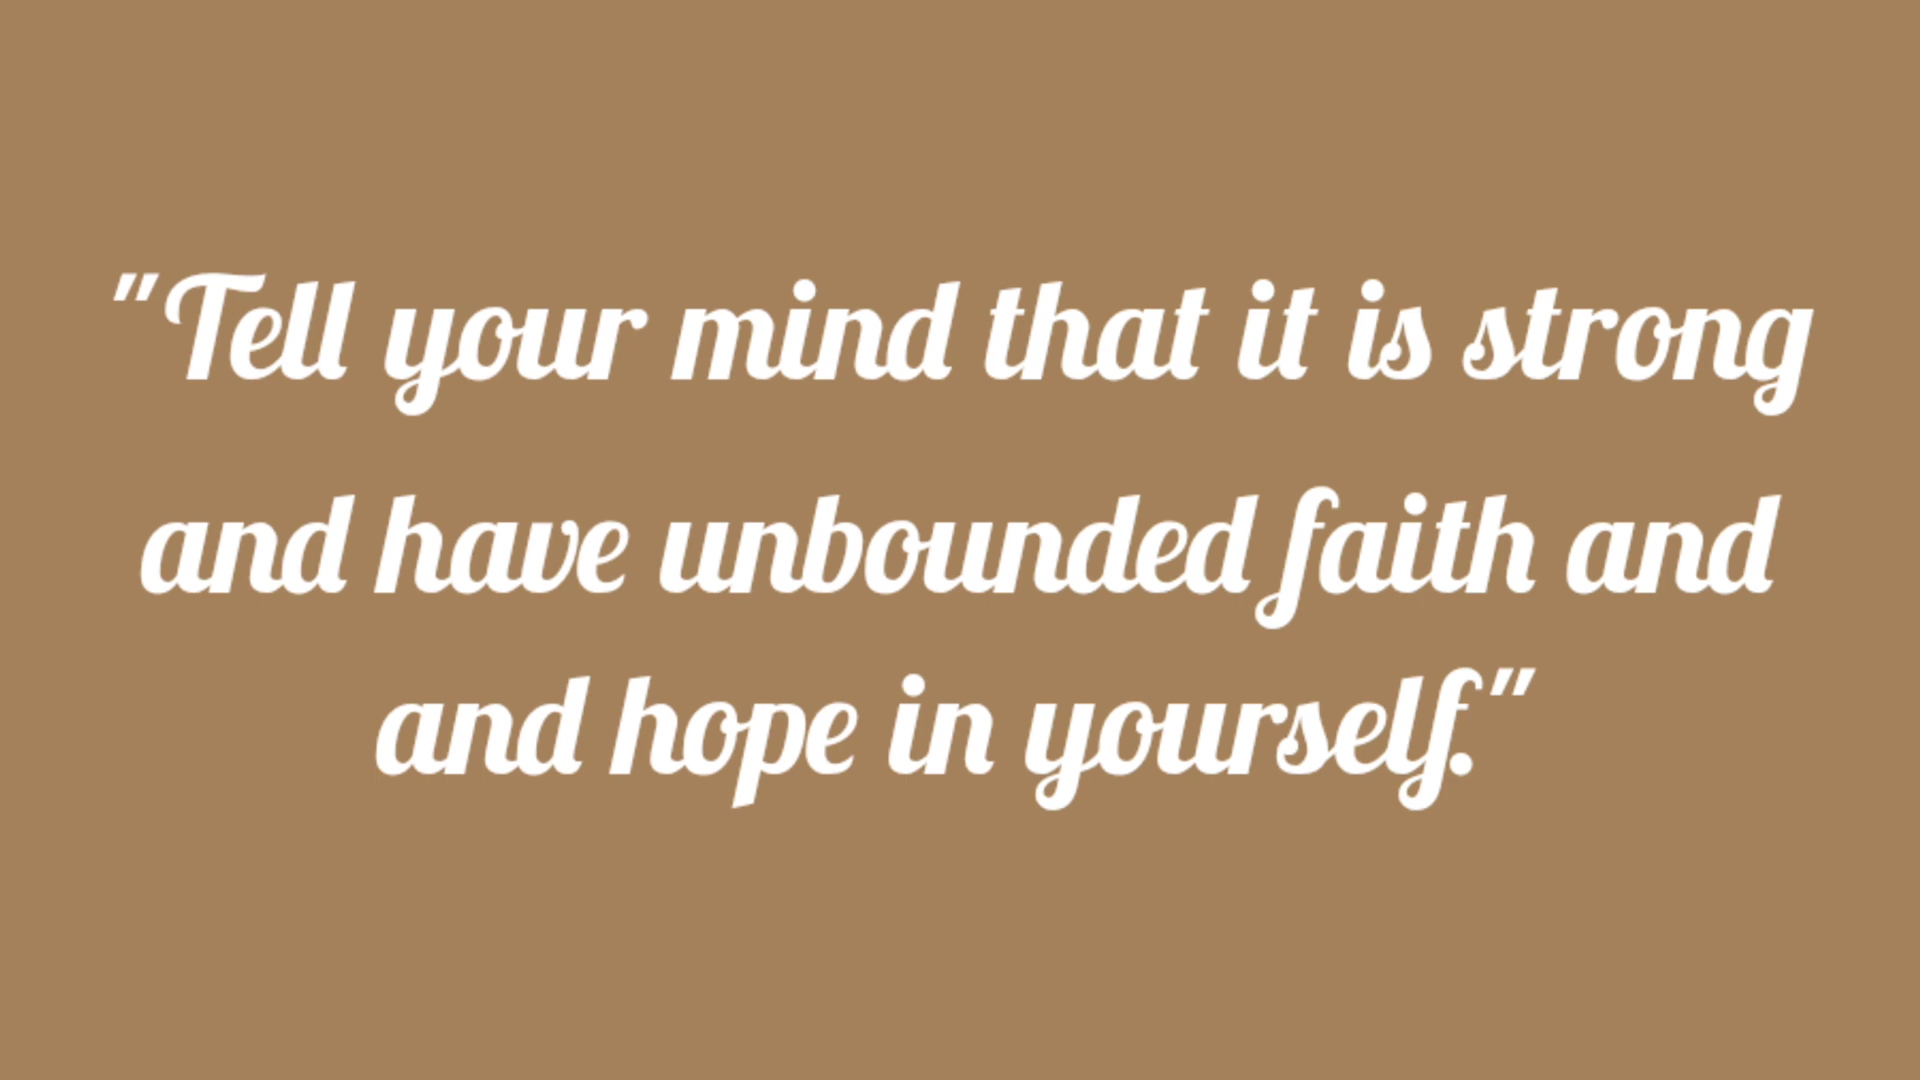 "Tell your mind that it is strong
and have unbounded faith and
and hope in yourself."